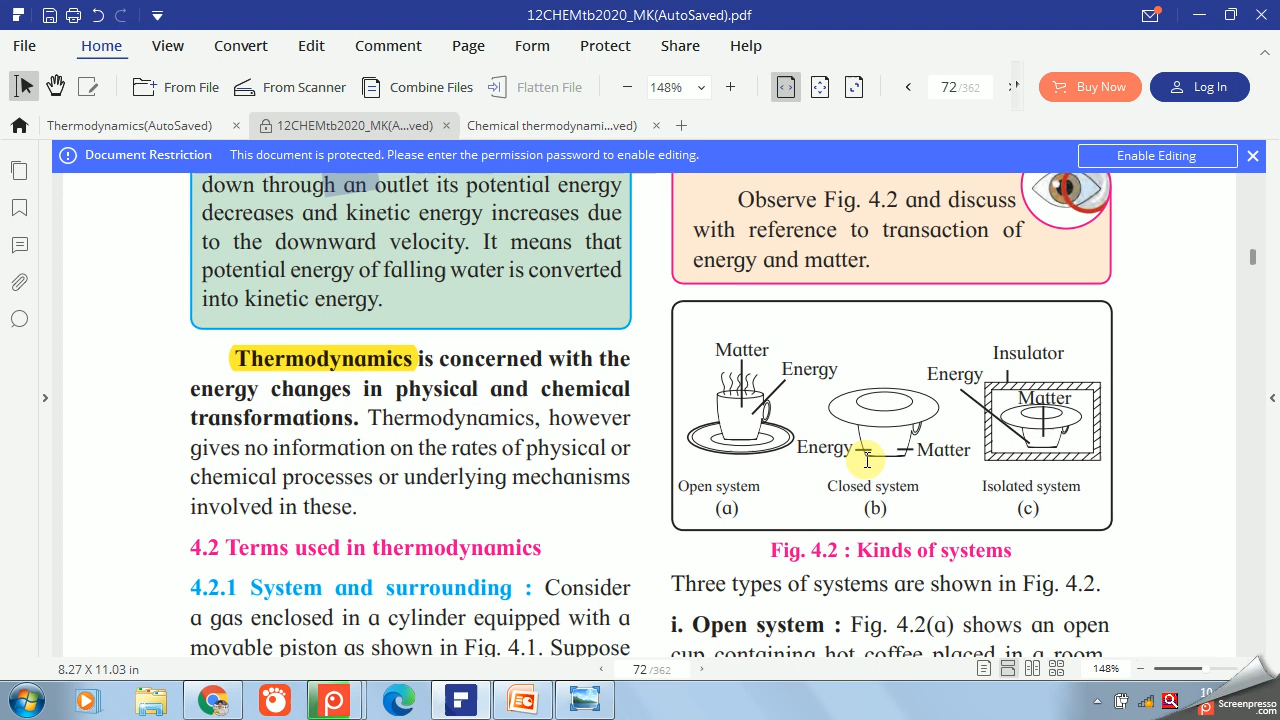 12CHEMtb2020_MK(AutoSaved).pdf
File Home View Convert Edit Comment Page Form Protect Share Help
From File From Scanner Combine Files Flatten File 148% 72 /362 Buy Now Log In
Thermodynamics(AutoSaved) 12CHEMtb2020_MK(A...ved) Chemical thermodynami...ved)
Document Restriction This document is protected. Please enter the permission password to enable editing. Enable Editing
down through an outlet its potential energy
decreases and kinetic energy increases due
to the downward velocity. It means that
potential energy of falling water is converted
into kinetic energy.
Thermodynamics is concerned with the
energy changes in physical and chemical
transformations. Thermodynamics, however
gives no information on the rates of physical or
chemical processes or underlying mechanisms
involved in these.
4.2 Terms used in thermodynamics
4.2.1 System and surrounding : Consider
a gas enclosed in a cylinder equipped with a
movable piston as shown in Fig. 4.1. Suppose
Observe Fig. 4.2 and discuss
with reference to transaction of
energy and matter.
Matter
Energy
Energy
Matter
Insulator
Energy
Matter
Open system
Closed system
Isolated system
(a)
(b)
(c)
Fig. 4.2 : Kinds of systems
Three types of systems are shown in Fig. 4.2.
i. Open system : Fig. 4.2(a) shows an open
cup containing hot coffee placed in a room.
8.27 X 11.03 in 72 /362 148%
10
Screenpresso
.com